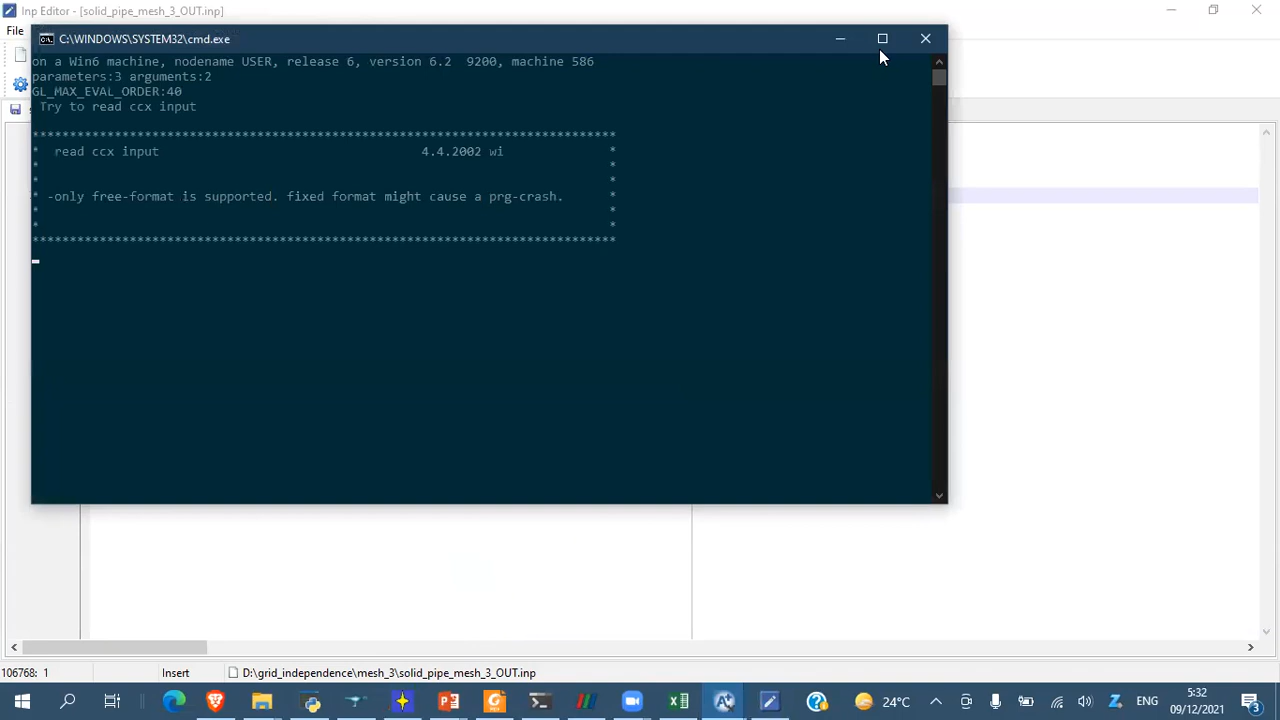 Inp Editor - [solid_pipe_mesh_3_OUT.inp]
File
C:\WINDOWS\SYSTEM32\cmd.exe
on a Win6 machine, nodename USER, release 6, version 6.2  9200, machine 586
parameters:3 arguments:2
GL_MAX_EVAL_ORDER:40
Try to read ccx input
*******************************************************************************
*  read ccx input                                   4.4.2002 wi               *
*                                                                             *
*                                                                             *
* -only free-format is supported. fixed format might cause a prg-crash.       *
*                                                                             *
*                                                                             *
*******************************************************************************
106768: 1
Insert
D:\grid_independence\mesh_3\solid_pipe_mesh_3_OUT.inp
24°C
ENG
5:32
09/12/2021
3